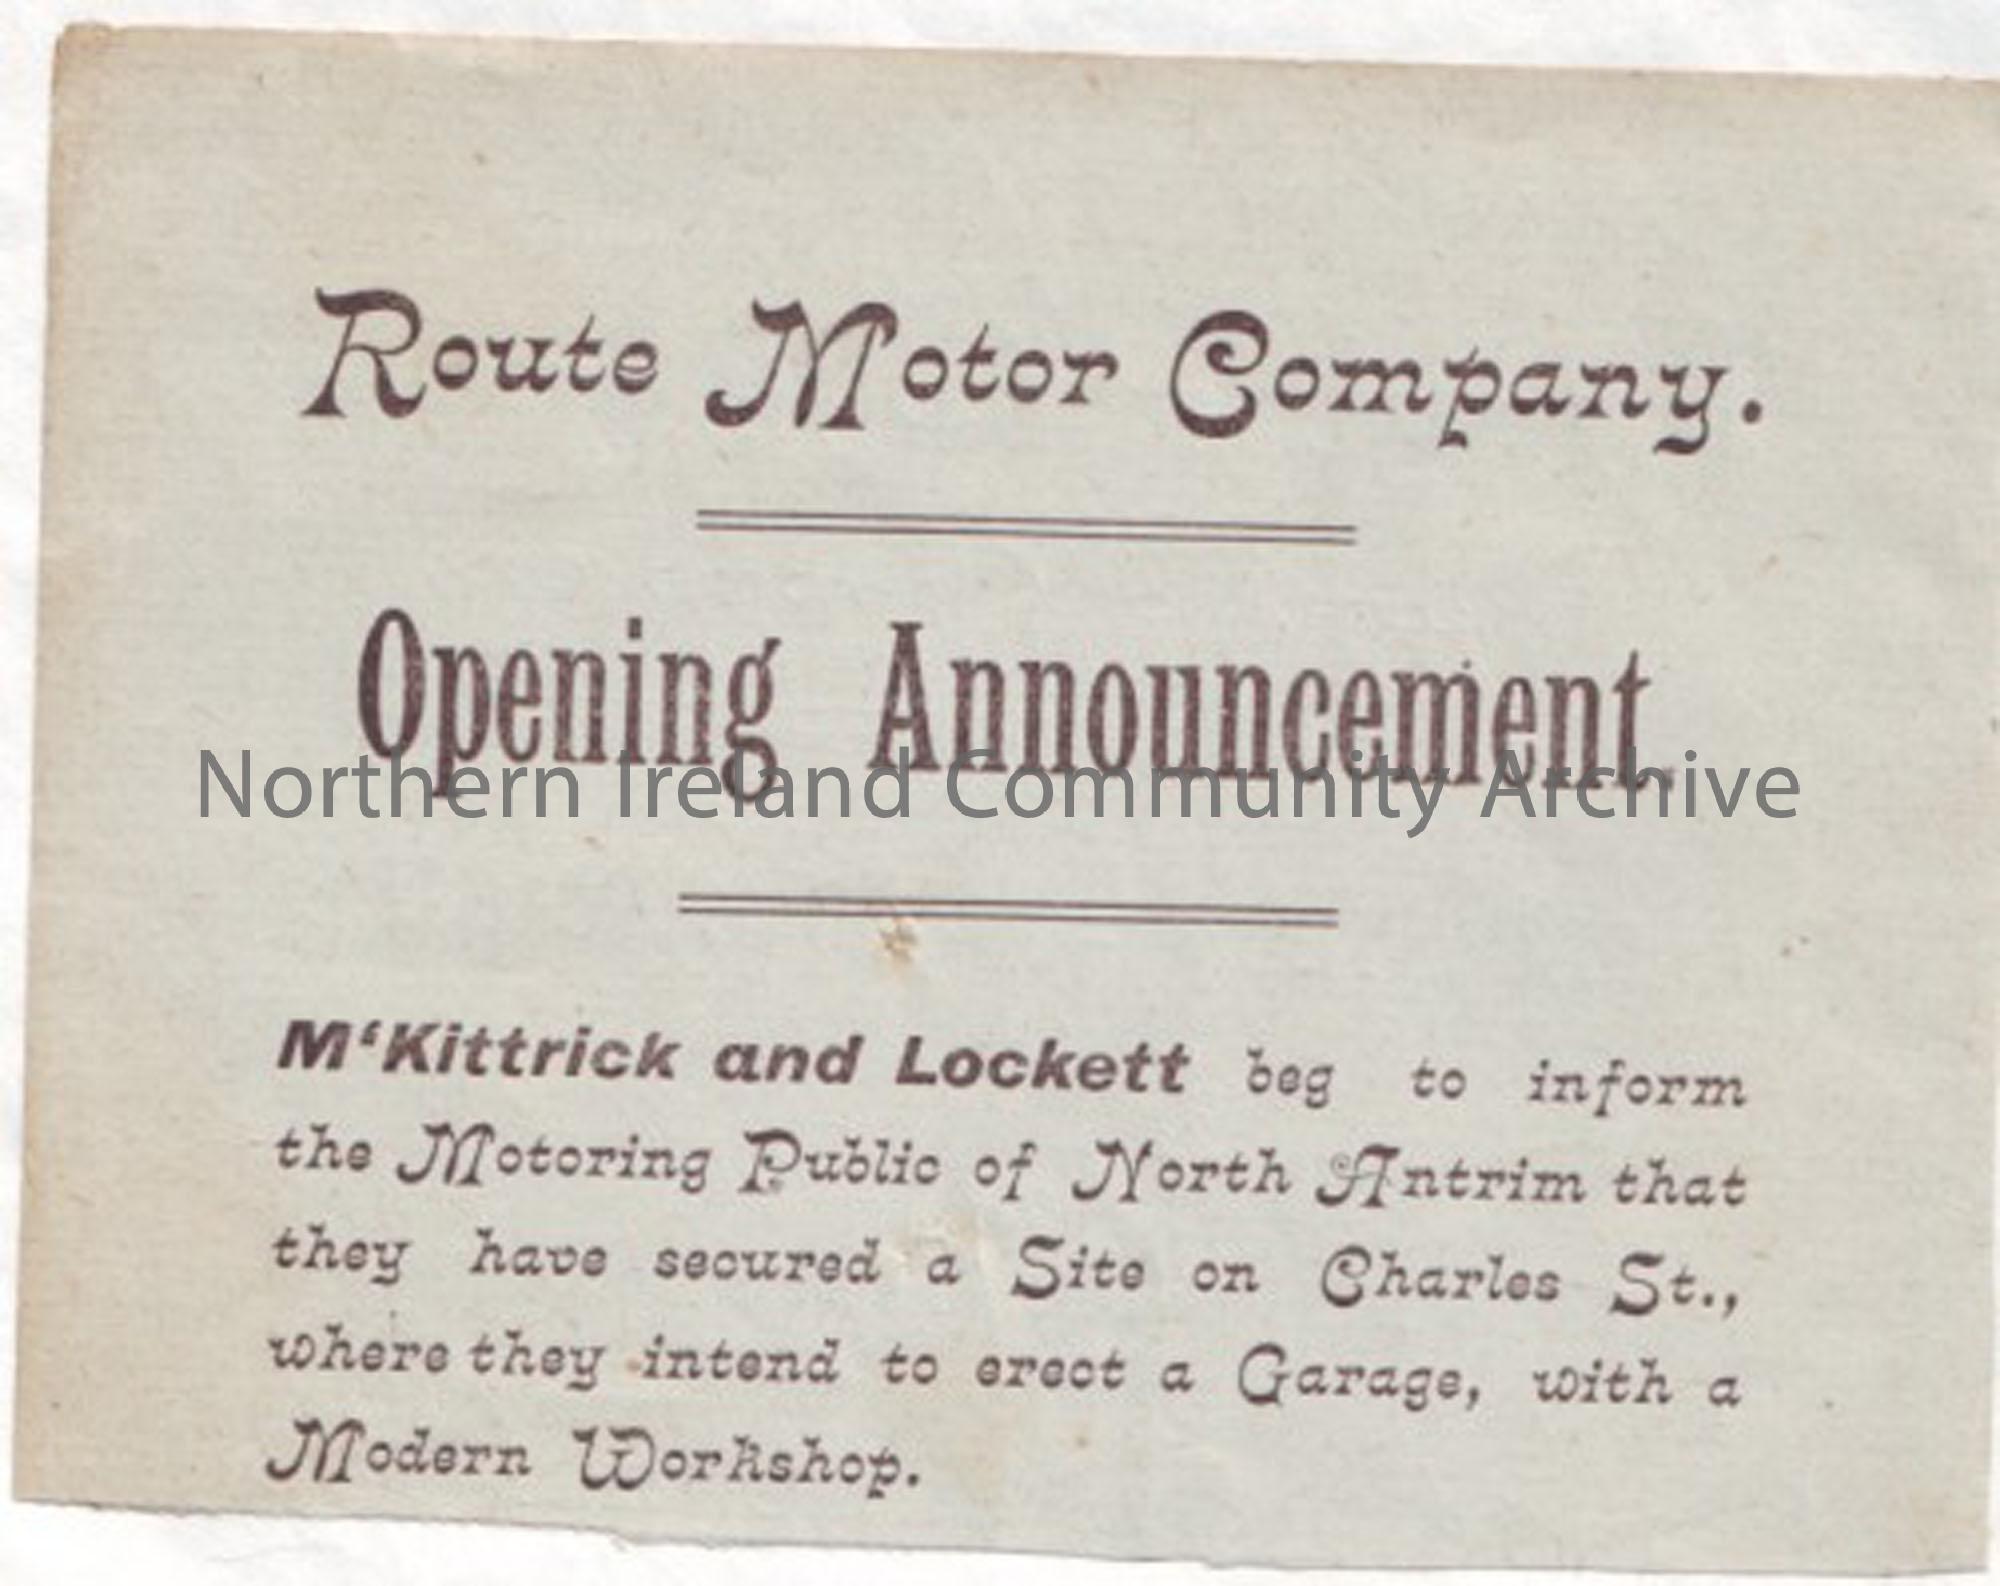 Route Motor Company.
Opening Announcement.
Northern Ireland Community Archive
M‘Kittrick and Lockett beg to inform
the Motoring Public of North Antrim that
they have secured a Site on Charles St.,
where they intend to erect a Garage, with a
Modern Workshop.